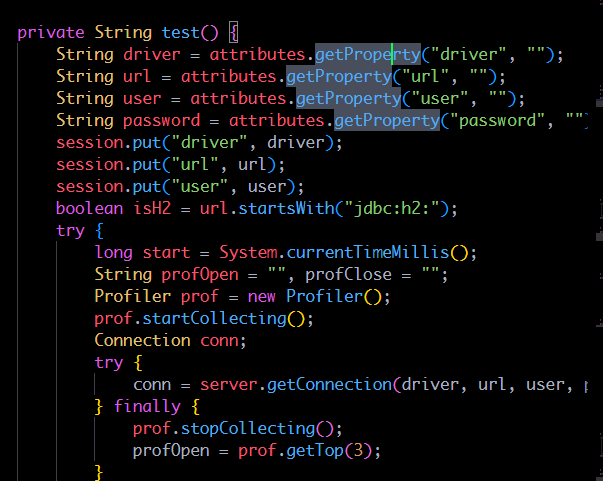 private String test() {
    String driver = attributes.getProperty("driver", "");
    String url = attributes.getProperty("url", "");
    String user = attributes.getProperty("user", "");
    String password = attributes.getProperty("password", "")
    session.put("driver", driver);
    session.put("url", url);
    session.put("user", user);
    boolean isH2 = url.startsWith("jdbc:h2:");
    try {
        long start = System.currentTimeMillis();
        String profOpen = "", profClose = "";
        Profiler prof = new Profiler();
        prof.startCollecting();
        Connection conn;
        try {
            conn = server.getConnection(driver, url, user,
        } finally {
            prof.stopCollecting();
            profOpen = prof.getTop(3);
        }